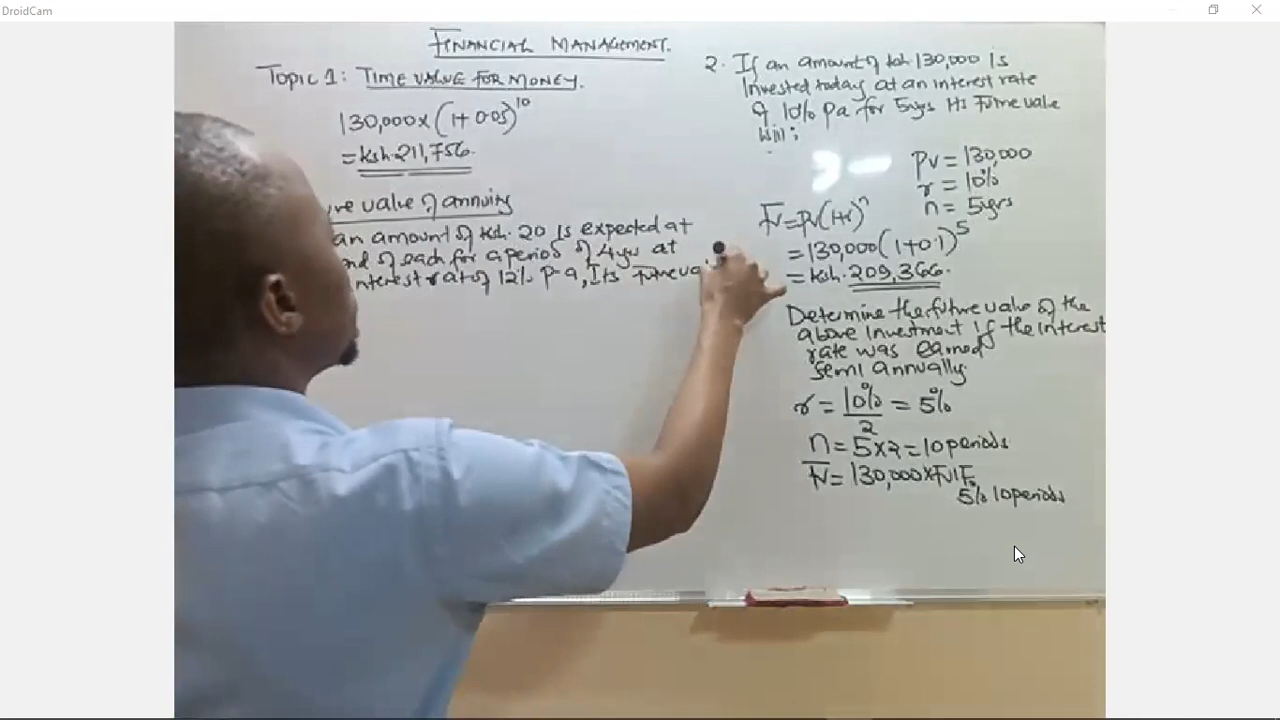 DroidCam
FINANCIAL MANAGEMENT.
Topic 1: TIME VALUE FOR MONEY.
130,000 x (1+0.05)^10
= ksh.211,756.
ure value of annuity
an amount of Ksh. 20 is expected at
nd of each for a period of 4yrs at
nterest rate of 12% p.a, Its Future va
2. If an amount of ksh 130,000 is
Invested today at an interest rate
of 10% pa for 5yrs Its Future value
will;
PV = 130,000
r = 10%
n = 5yrs
FV = PV(1+r)^n
= 130,000(1+0.1)^5
= ksh. 209,366.
Determine the future value of the
above Investment if the interest
rate was earned
Semi annually.
r = 10%/2 = 5%
n = 5x2 = 10 periods
FV = 130,000 x FVIF
5% 10 periods